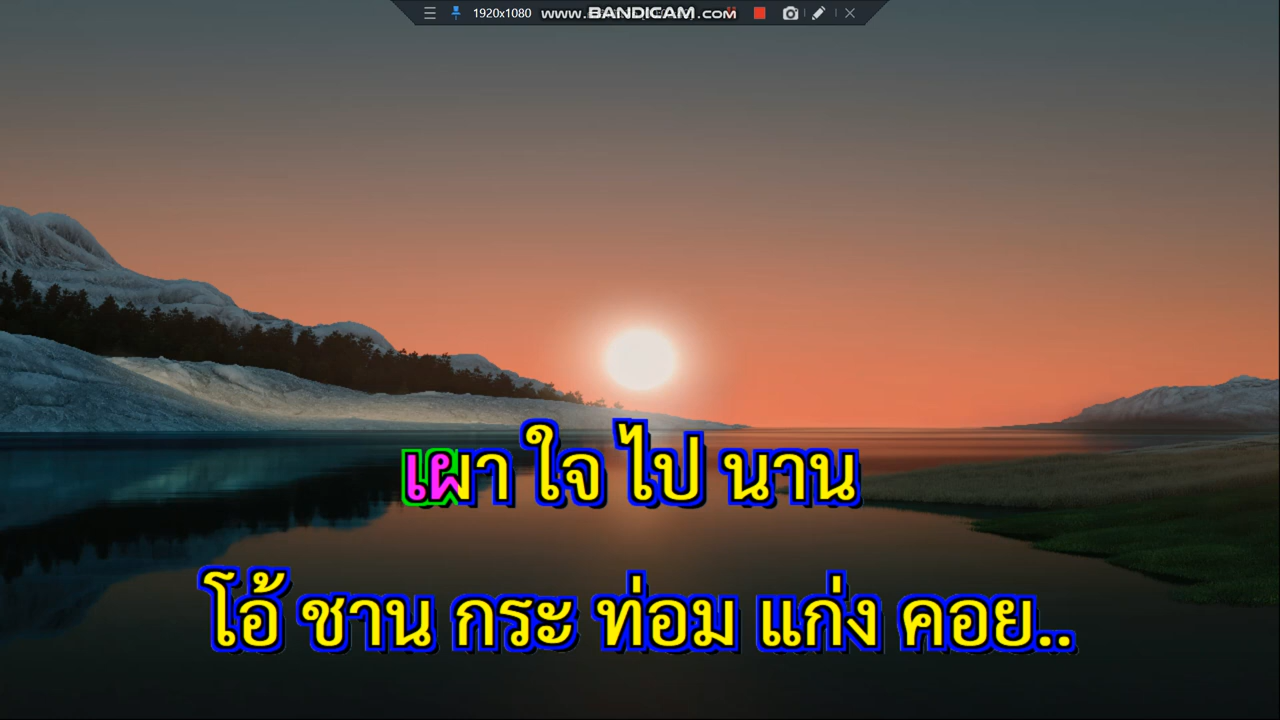 1920x1080 www.BANDICAM.com
เผา ใจ ไป นาน
โอ้ ชาน กระ ท่อม แก่ง คอย..